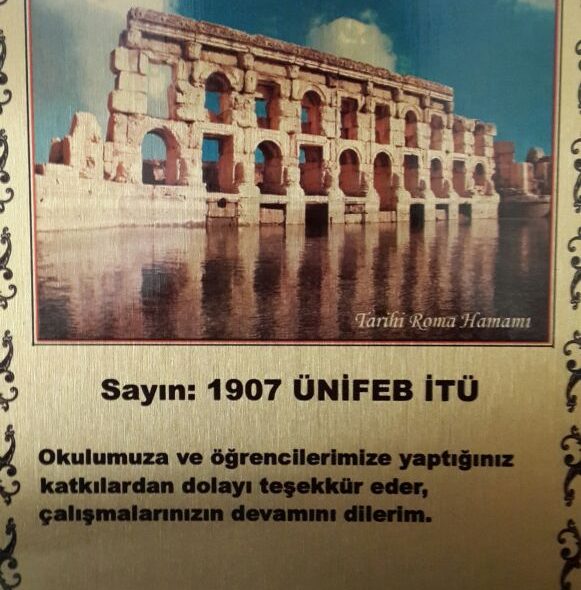 Tarihi Roma Hamamı
Sayın: 1907 ÜNİFEB İTÜ
Okulumuza ve öğrencilerimize yaptığınız
katkılardan dolayı teşekkür eder,
çalışmalarınızın devamını dilerim.